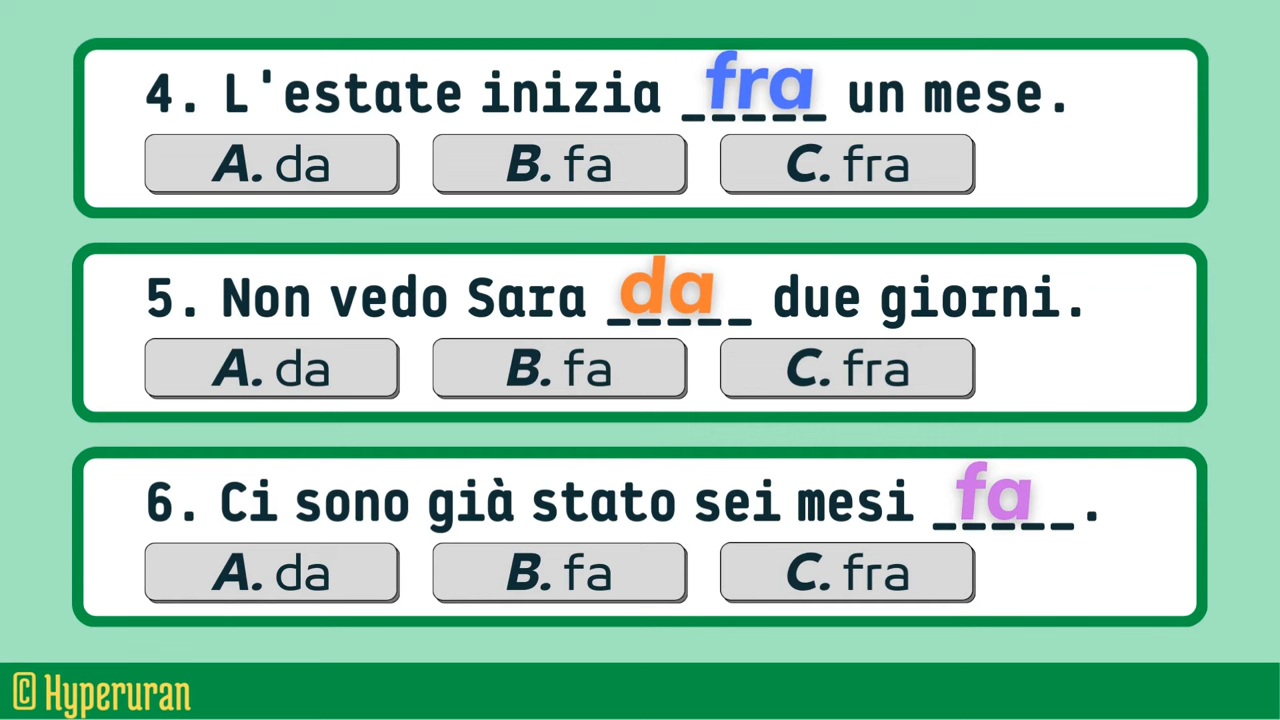 4. L'estate inizia fra un mese.
A. da B. fa C. fra
5. Non vedo Sara da due giorni.
A. da B. fa C. fra
6. Ci sono già stato sei mesi fa.
A. da B. fa C. fra
© Hyperuran